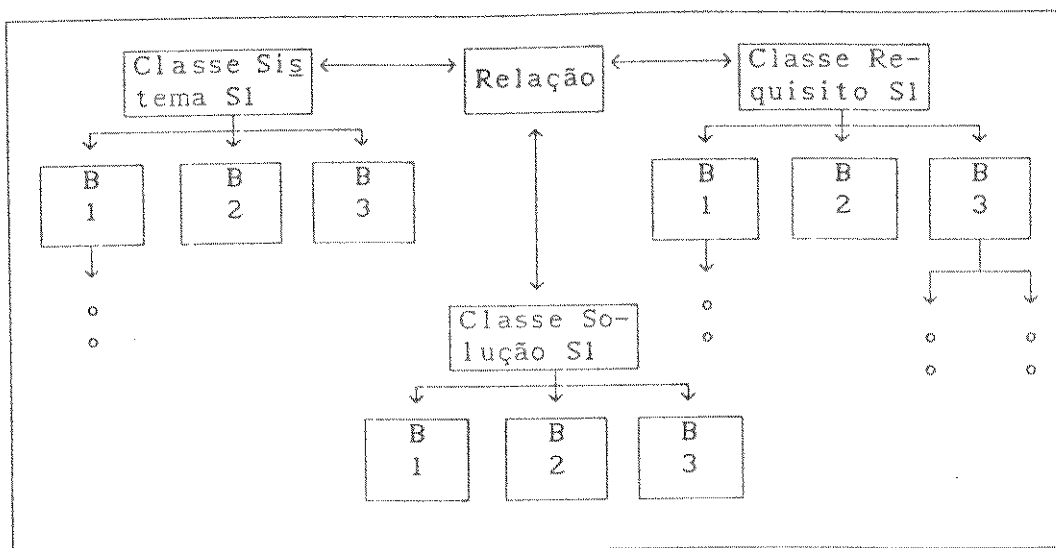 Classe Sis
tema S1
Relação
Classe Re-
quisito S1
B
1
B
2
B
3
B
1
B
2
B
3
Classe So-
lução S1
B
1
B
2
B
3